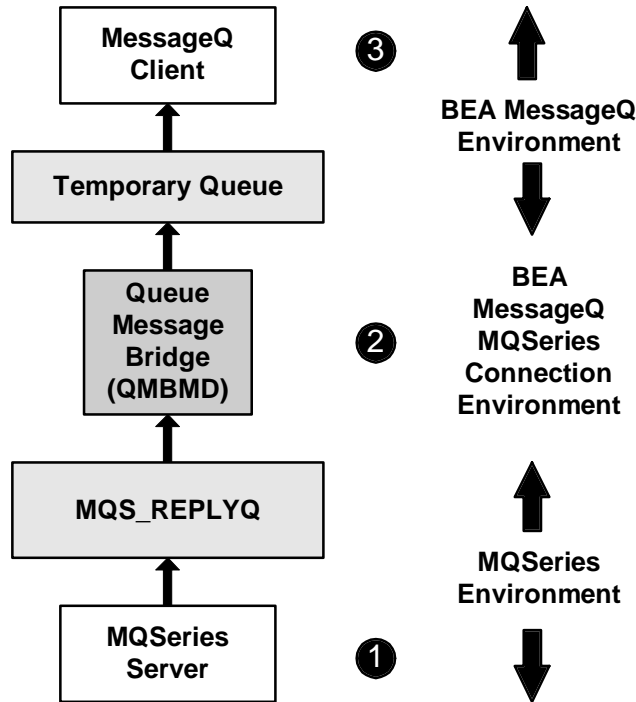 MessageQ
Client
3
BEA MessageQ
Environment
Temporary Queue
Queue
Message
Bridge
(QMBMD)
2
BEA
MessageQ
MQSeries
Connection
Environment
MQS_REPLYQ
MQSeries
Environment
MQSeries
Server
1